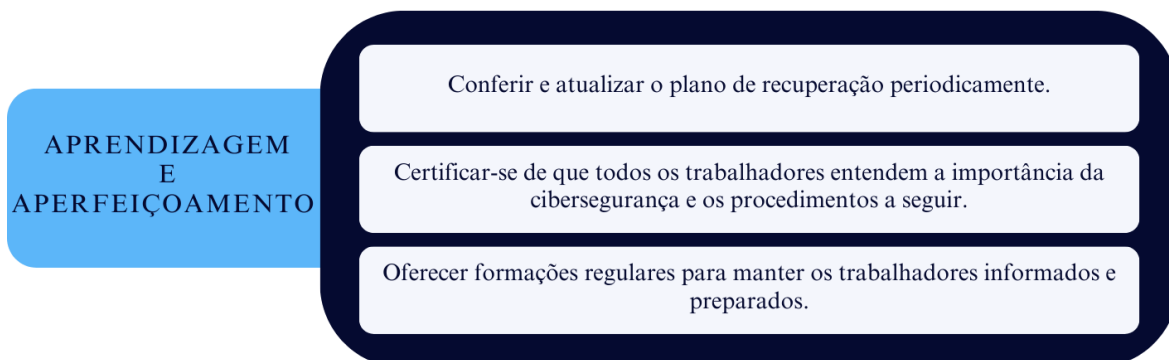 APRENDIZAGEM
E
APERFEIÇOAMENTO
Conferir e atualizar o plano de recuperação periodicamente.
Certificar-se de que todos os trabalhadores entendem a importância da
cibersegurança e os procedimentos a seguir.
Oferecer formações regulares para manter os trabalhadores informados e
preparados.